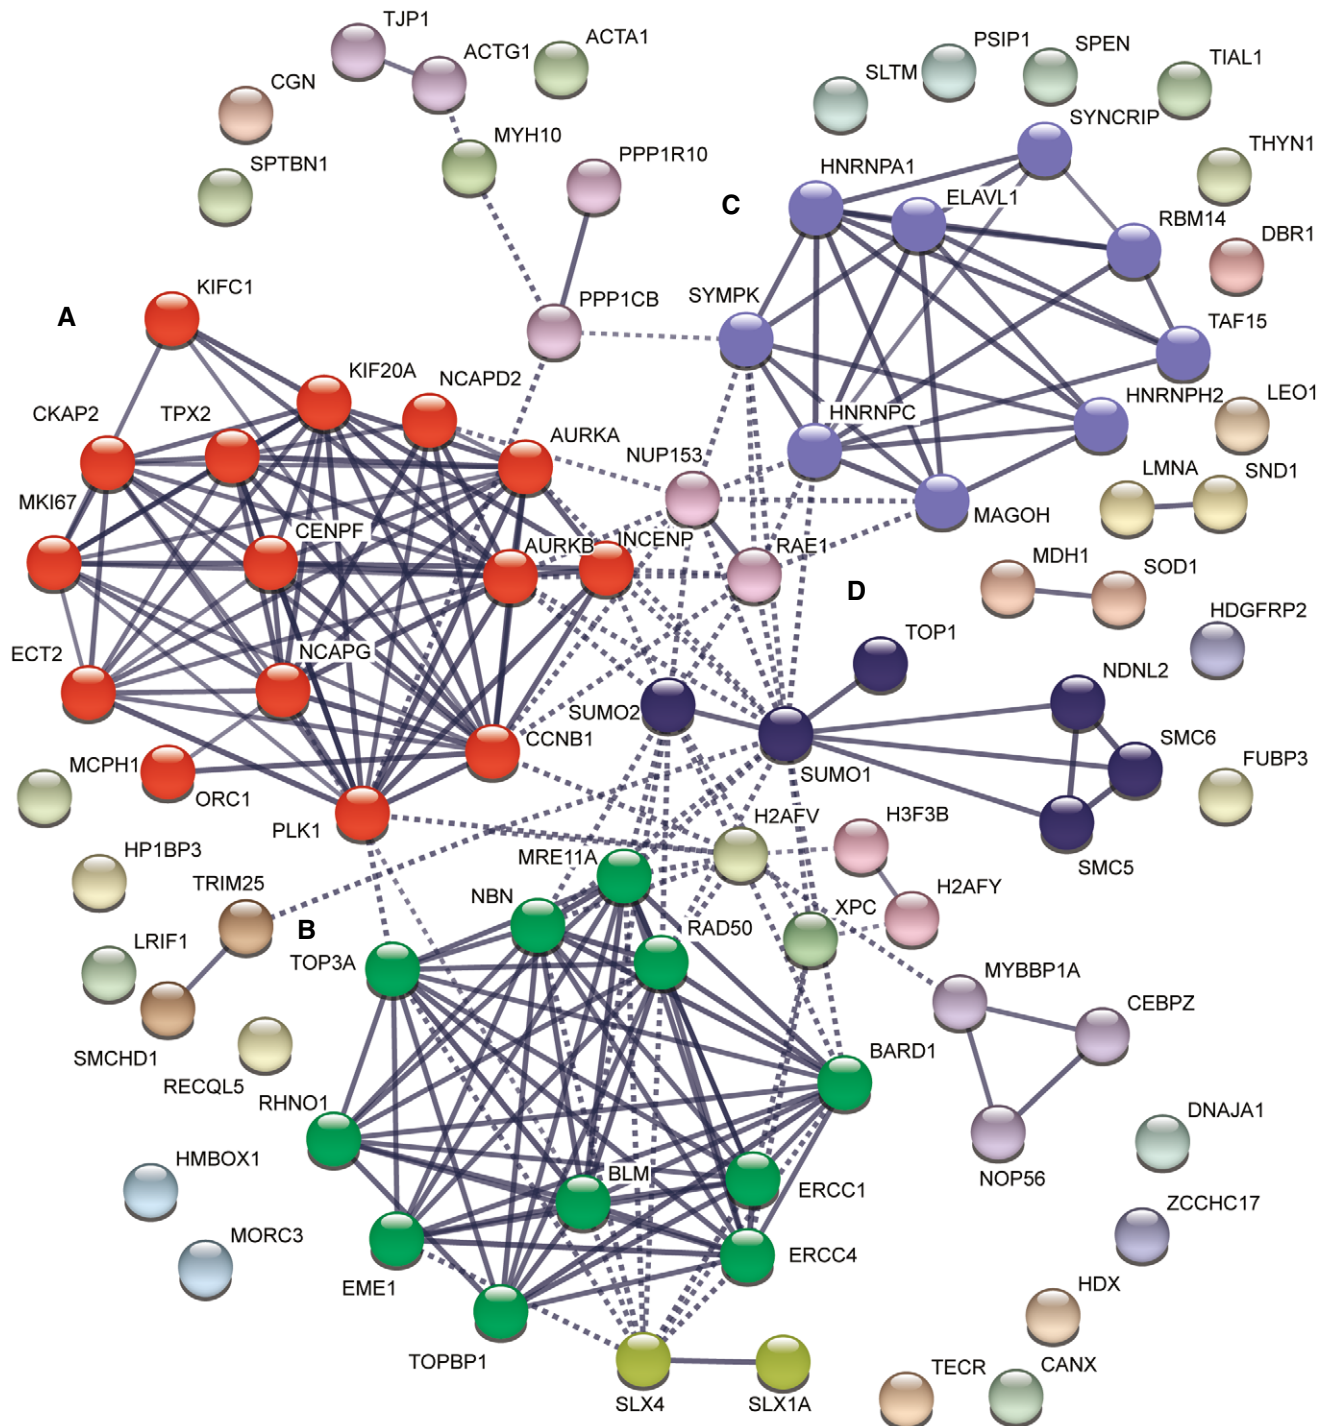 TJP1
ACTG1
ACTA1
PSIP1
SPEN
TIAL1
SLTM
CGN
SYNCRIP
MYH10
PPP1R10
THYN1
SPTBN1
HNRNPA1
ELAVL1
C
RBM14
DBR1
KIFC1
PPP1CB
SYMPK
A
TAF15
KIF20A
NCAPD2
HNRNPH2
LEO1
CKAP2
TPX2
HNRNPC
AURKA
NUP153
LMNA
SND1
MKI67
MAGOH
CENPF
AURKB
INCENP
RAE1
MDH1
SOD1
D
HDGFRP2
TOP1
ECT2
NCAPG
NDNL2
SUMO2
CCNB1
SMC6
MCPH1
SUMO1
FUBP3
ORC1
PLK1
H2AFV
H3F3B
HP1BP3
MRE11A
SMC5
TRIM25
NBN
H2AFY
XPC
B
RAD50
LRIF1
TOP3A
MYBBP1A
CEBPZ
SMCHD1
BARD1
RECQL5
RHNO1
DNAJA1
HMBOX1
BLM
NOP56
ERCC1
ZCCHC17
MORC3
ERCC4
EME1
HDX
TOPBP1
TECR
CANX
SLX4
SLX1A